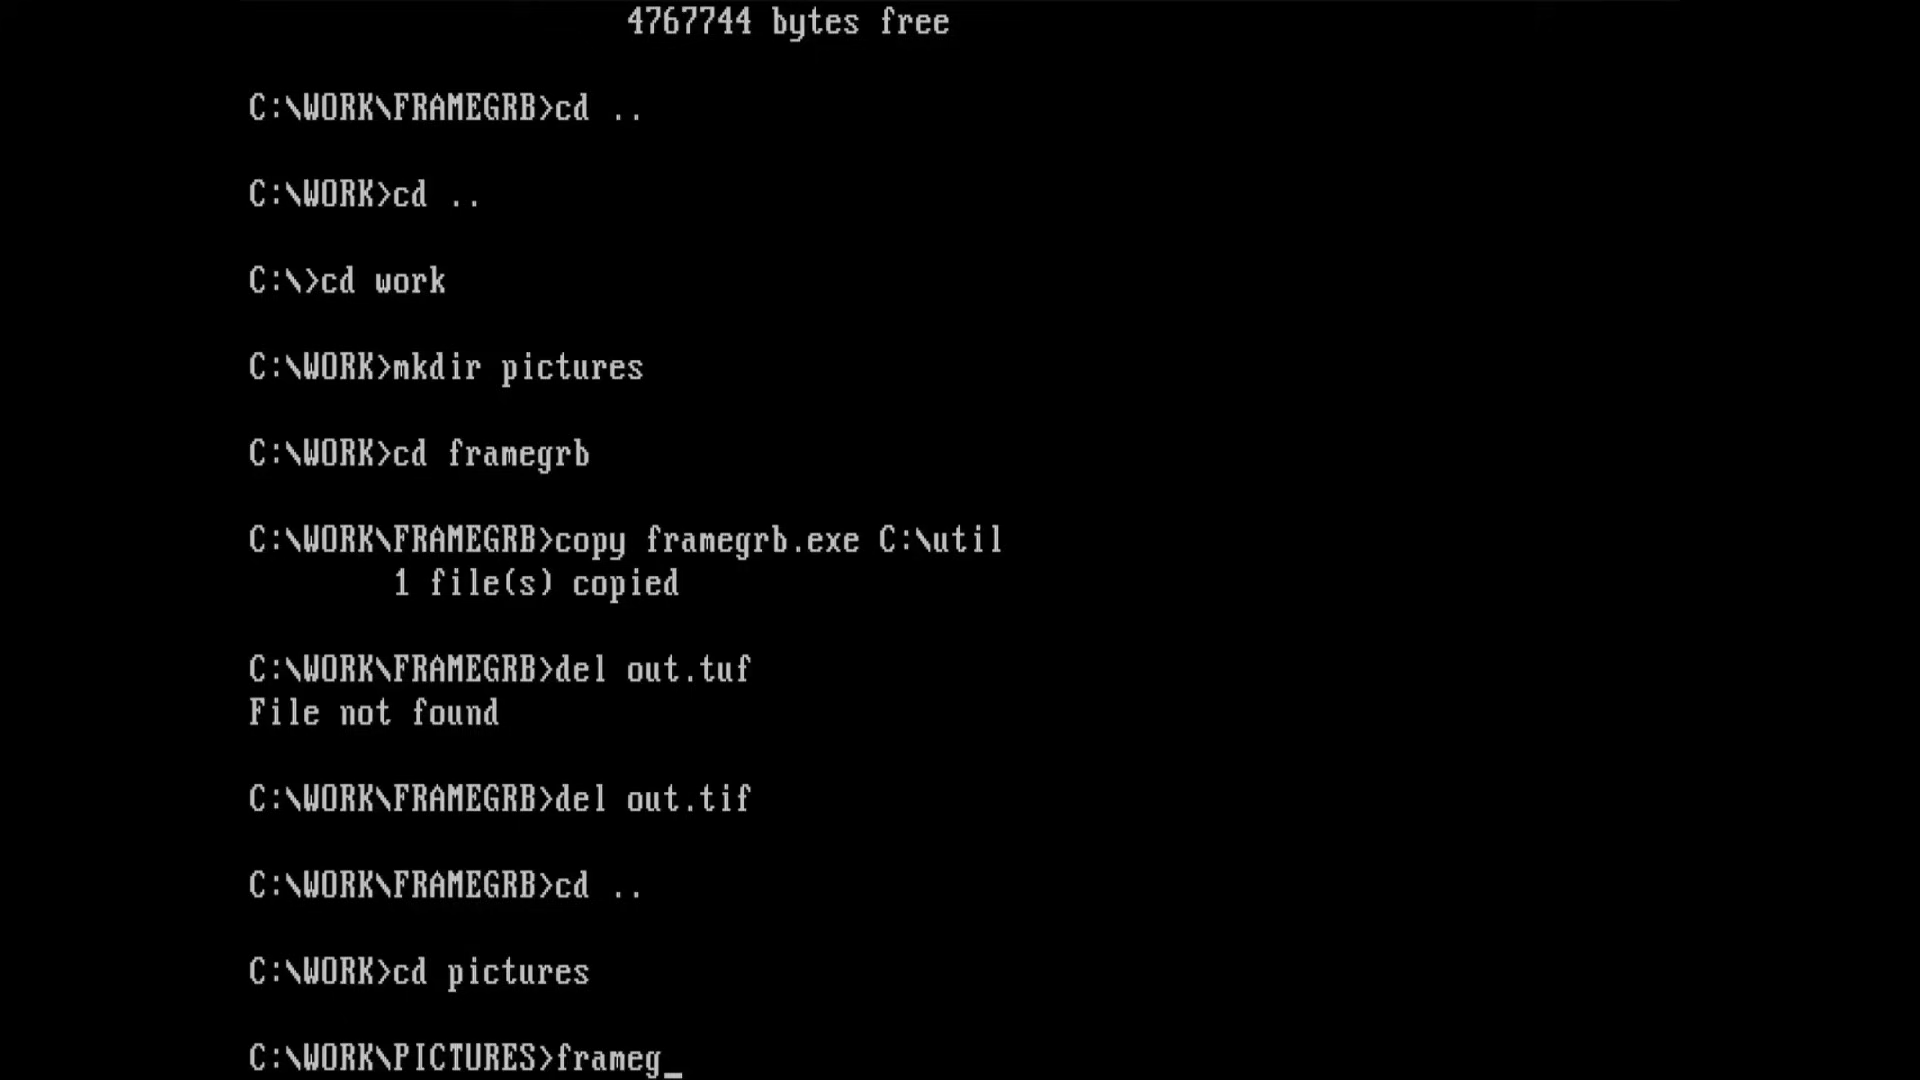 4767744 bytes free
C:\WORK\FRAMEGRB>cd ..
C:\WORK>cd ..
C:\>cd work
C:\WORK>mkdir pictures
C:\WORK>cd framegrb
C:\WORK\FRAMEGRB>copy framegrb.exe C:\util
1 file(s) copied
C:\WORK\FRAMEGRB>del out.tuf
File not found
C:\WORK\FRAMEGRB>del out.tif
C:\WORK\FRAMEGRB>cd ..
C:\WORK>cd pictures
C:\WORK\PICTURES>frameg_